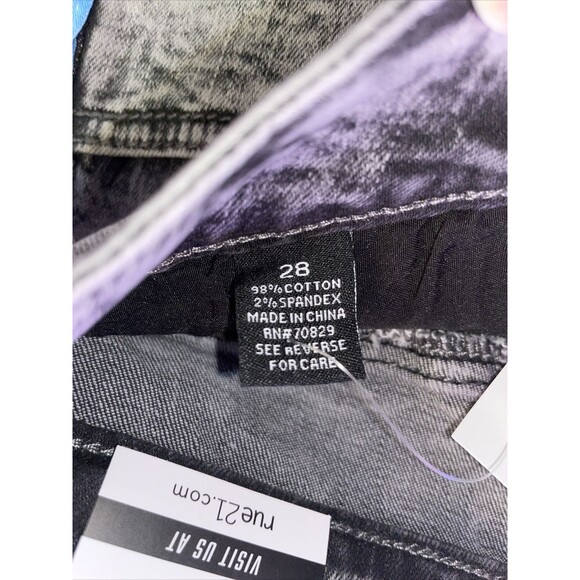 28
98% COTTON
2% SPANDEX
MADE IN CHINA
RN#70829
SEE REVERSE
FOR CARE
VISIT US AT
rue21.com